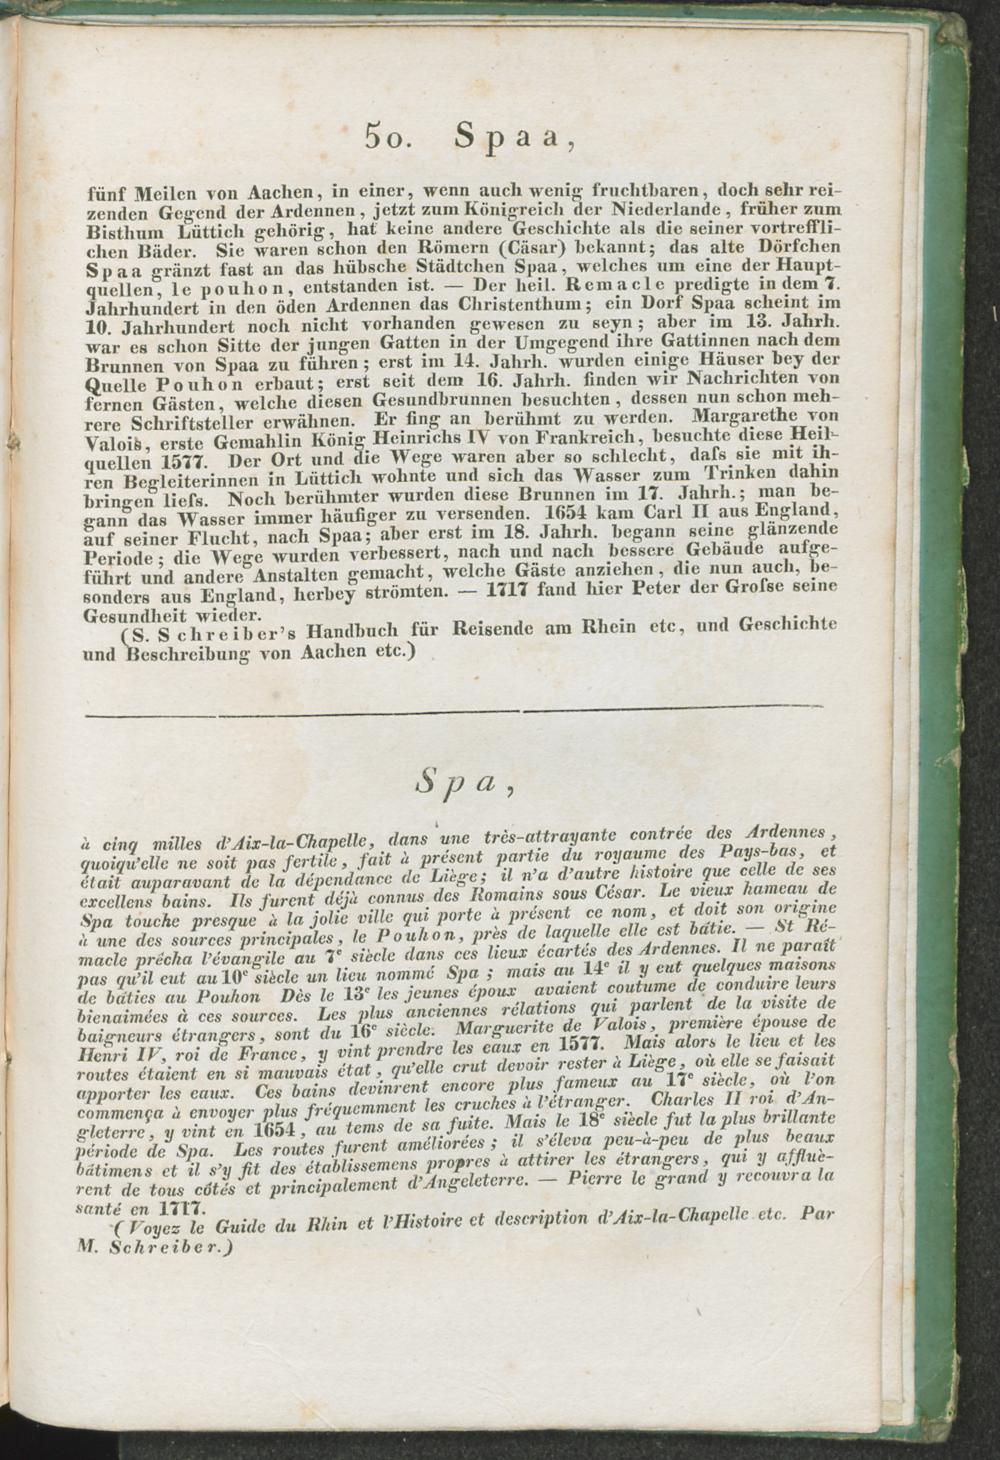 50. Spaa,
fünf Meilen von Aachen, in einer, wenn auch wenig fruchtbaren, doch sehr rei-
zenden Gegend der Ardennen, jetzt zum Königreich der Niederlande, früher zum
Bisthum Lüttich gehörig, hat keine andere Geschichte als die seiner vortreffli-
chen Bäder. Sie waren schon den Römern (Cäsar) bekannt; das alte Dörfchen
Spaa gränzt fast an das hübsche Städtchen Spaa, welches um eine der Haupt-
quellen, le pouhon, entstanden ist. — Der heil. Remacle predigte in dem 7.
Jahrhundert in den öden Ardennen das Christenthum; ein Dorf Spaa scheint im
10. Jahrhundert noch nicht vorhanden gewesen zu seyn; aber im 13. Jahrh.
war es schon Sitte der jungen Gatten in der Umgegend ihre Gattinnen nach dem
Brunnen von Spaa zu führen; erst im 14. Jahrh. wurden einige Häuser bey der
Quelle Pouhon erbaut; erst seit dem 16. Jahrh. finden wir Nachrichten von
fernen Gästen, welche diesen Gesundbrunnen besuchten, dessen nun schon meh-
rere Schriftsteller erwähnen. Er fing an berühmt zu werden. Margarethe von
Valois, erste Gemahlin König Heinrichs IV von Frankreich, besuchte diese Heil-
quellen 1577. Der Ort und die Wege waren aber so schlecht, daſs sie mit ih-
ren Begleiterinnen in Lüttich wohnte und sich das Wasser zum Trinken dahin
bringen lieſs. Noch berühmter wurden diese Brunnen im 17. Jahrh.; man be-
gann das Wasser immer häufiger zu versenden. 1654 kam Carl II aus England,
auf seiner Flucht, nach Spaa; aber erst im 18. Jahrh. begann seine glänzende
Periode; die Wege wurden verbessert, nach und nach bessere Gebäude aufge-
führt und andere Anstalten gemacht, welche Gäste anziehen, die nun auch, be-
sonders aus England, herbey strömten. — 1717 fand hier Peter der Groſse seine
Gesundheit wieder.
(S. Schreiber's Handbuch für Reisende am Rhein etc, und Geschichte
und Beschreibung von Aachen etc.)
Spa,
à cinq milles d'Aix-la-Chapelle, dans une très-attrayante contrée des Ardennes,
quoiqu'elle ne soit pas fertile, fait à présent partie du royaume des Pays-bas, et
était auparavant de la dépendance de Liège; il n'a d'autre histoire que celle de ses
excellens bains. Ils furent déjà connus des Romains sous César. Le vieux hameau de
Spa touche presque à la jolie ville qui porte à présent ce nom, et doit son origine
à une des sources principales, le Pouhon, près de laquelle elle est bâtie. — St Ré-
macle prêcha l'évangile au 7e siècle dans ces lieux écartés des Ardennes. Il ne paraît
pas qu'il eut au 10e siècle un lieu nommé Spa; mais au 14e il y eut quelques maisons
de bâties au Pouhon Dès le 13e les jeunes époux avaient coutume de conduire leurs
bienaimées à ces sources. Les plus anciennes rélations qui parlent de la visite de
baigneurs étrangers, sont du 16e siècle. Marguerite de Valois, première épouse de
Henri IV, roi de France, y vint prendre les eaux en 1577. Mais alors le lieu et les
routes étaient en si mauvais état, qu'elle crut devoir rester à Liège, où elle se faisait
apporter les eaux. Ces bains devinrent encore plus fameux au 17e siècle, où l'on
commença à envoyer plus fréquemment les cruches à l'étranger. Charles II roi d'An-
gleterre, y vint en 1654, au tems de sa fuite. Mais le 18e siècle fut la plus brillante
période de Spa. Les routes furent améliorées; il s'éleva peu-à-peu de plus beaux
bâtimens et il s'y fit des établissemens propres à attirer les étrangers, qui y affluè-
rent de tous côtés et principalement d'Angeleterre. — Pierre le grand y recouvra la
santé en 1717.
(Voyez le Guide du Rhin et l'Histoire et description d'Aix-la-Chapelle etc. Par
M. Schreiber.)